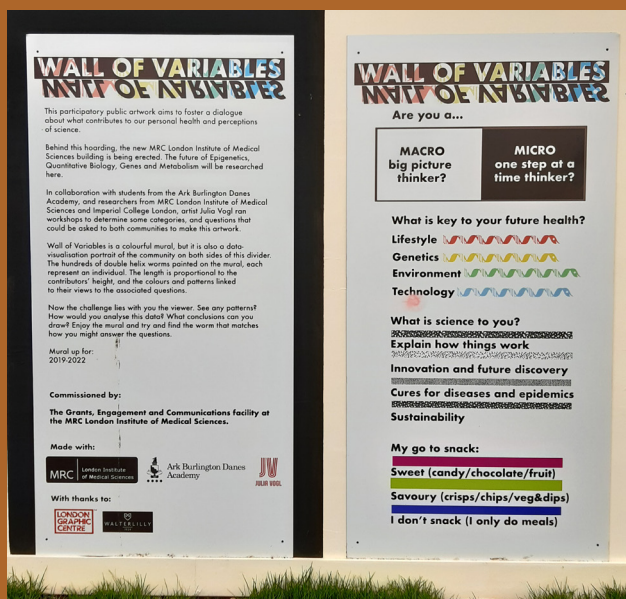 WALL OF VARIABLES
WALL OF VARIABLES
This participatory public artwork aims to foster a dialogue
about what contributes to our personal health and perceptions
of science.
Behind this hoarding, the new MRC London Institute of Medical
Sciences building is being erected. The future of Epigenetics,
Quantitative Biology, Genes and Metabolism will be researched
here.
In collaboration with students from the Ark Burlington Danes
Academy, and researchers from MRC London Institute of Medical
Sciences and Imperial College London, artist Julia Vogl ran
workshops to determine some categories, and questions that
could be asked to both communities to make this artwork.
Wall of Variables is a colourful mural, but it is also a data-
visualisation portrait of the community on both sides of this divider.
The hundreds of double helix worms painted on the mural, each
represent an individual. The length is proportional to the
contributors' height, and the colours and patterns linked
to their views to the associated questions.
Now the challenge lies with you the viewer. See any patterns?
How would you analyse this data? What conclusions can you
draw? Enjoy the mural and try and find the worm that matches
how you might answer the questions.
Mural up for:
2019-2022
Commissioned by:
The Grants, Engagement and Communications facility at
the MRC London Institute of Medical Sciences.
Made with:
MRC
London Institute
of Medical Sciences
Ark Burlington Danes
Academy
JV
JULIA VOGL
With thanks to:
LONDON
GRAPHIC
CENTRE
WALTERLILLY
WALL OF VARIABLES
WALL OF VARIABLES
Are you a...
MACRO
big picture
thinker?
MICRO
one step at a
time thinker?
What is key to your future health?
Lifestyle
Genetics
Environment
Technology
What is science to you?
Explain how things work
Innovation and future discovery
Cures for diseases and epidemics
Sustainability
My go to snack:
Sweet (candy/chocolate/fruit)
Savoury (crisps/chips/veg&dips)
I don't snack (I only do meals)